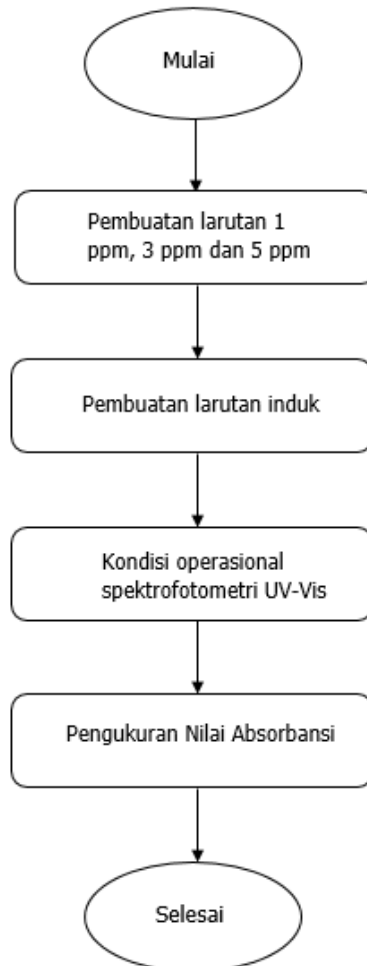 Mulai
Pembuatan larutan 1
ppm, 3 ppm dan 5 ppm
Pembuatan larutan induk
Kondisi operasional
spektrofotometri UV-Vis
Pengukuran Nilai Absorbansi
Selesai